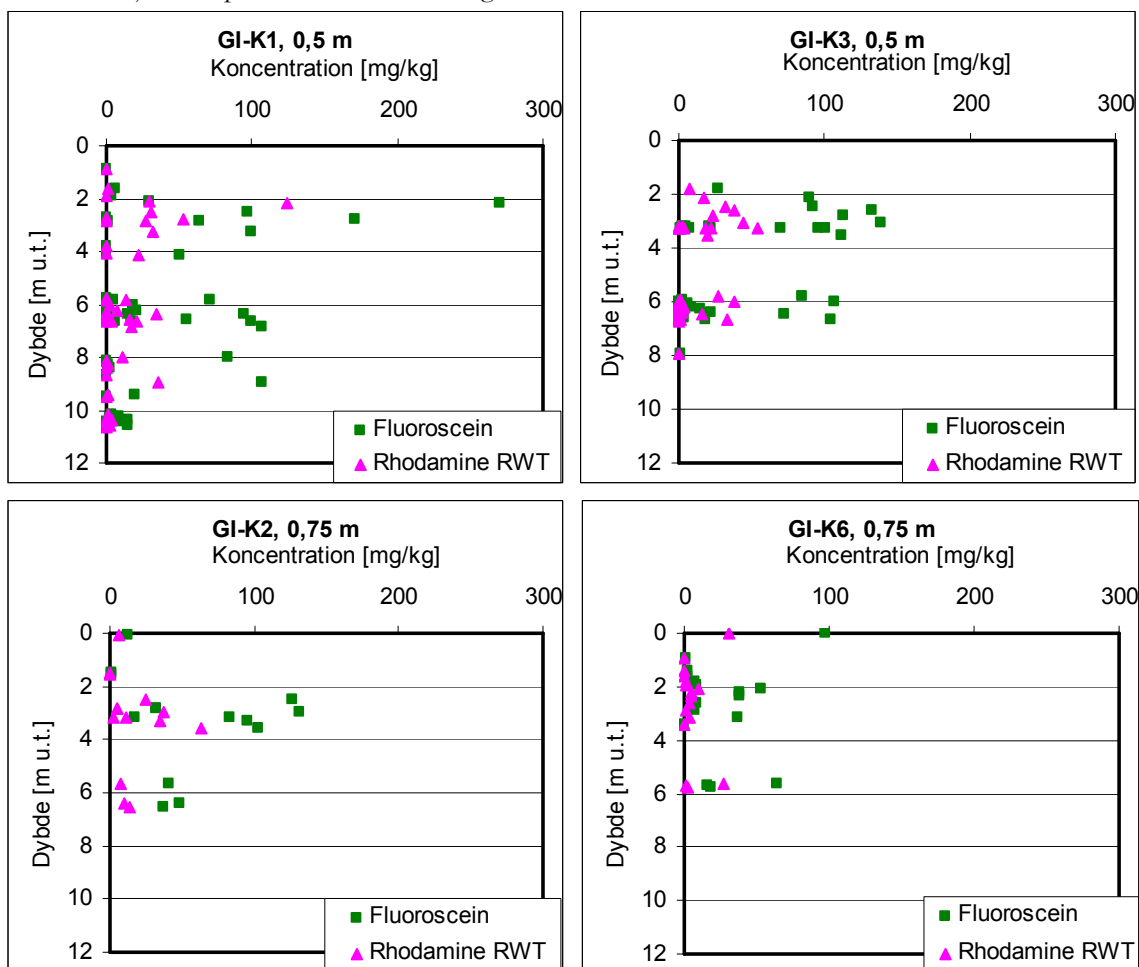 GI-K1, 0,5 m
Koncentration [mg/kg]
0 100 200 300
0
2
4
6
8
10
12
Dybde [m u.t.]
Fluoroscein
Rhodamine RWT
GI-K3, 0,5 m
Koncentration [mg/kg]
0 100 200 300
0
2
4
6
8
10
12
Dybde [m u.t.]
Fluoroscein
Rhodamine RWT
GI-K2, 0,75 m
Koncentration [mg/kg]
0 100 200 300
0
2
4
6
8
10
12
Dybde [m u.t.]
Fluoroscein
Rhodamine RWT
GI-K6, 0,75 m
Koncentration [mg/kg]
0 100 200 300
0
2
4
6
8
10
12
Dybde [m u.t.]
Fluoroscein
Rhodamine RWT